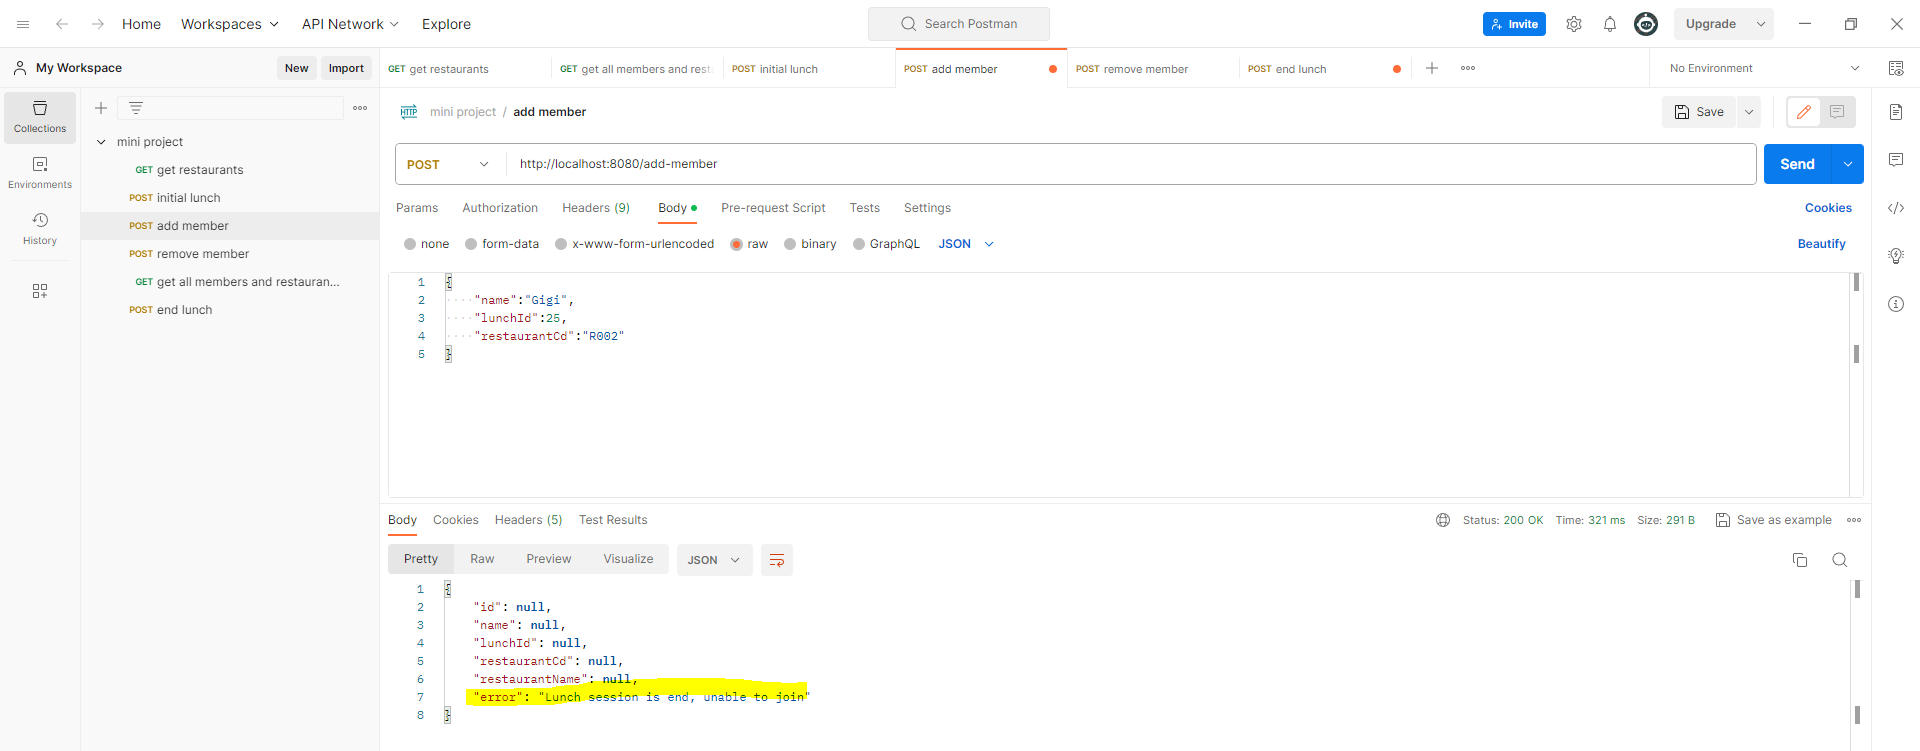 Home Workspaces API Network Explore Search Postman Invite Upgrade
My Workspace New Import GET get restaurants GET get all members and rest POST initial lunch POST add member POST remove member POST end lunch No Environment
Collections
Environments
History
mini project
GET get restaurants
POST initial lunch
POST add member
POST remove member
GET get all members and restauran...
POST end lunch
HTTP mini project / add member Save
POST http://localhost:8080/add-member Send
Params Authorization Headers (9) Body Pre-request Script Tests Settings Cookies
none form-data x-www-form-urlencoded raw binary GraphQL JSON Beautify
1 {
2 "name":"Gigi",
3 "lunchId":25,
4 "restaurantCd":"R002"
5 }
Body Cookies Headers (5) Test Results Status: 200 OK Time: 321 ms Size: 291 B Save as example
Pretty Raw Preview Visualize JSON
1 {
2 "id": null,
3 "name": null,
4 "lunchId": null,
5 "restaurantCd": null,
6 "restaurantName": null,
7 "error": "Lunch session is end, unable to join"
8 }